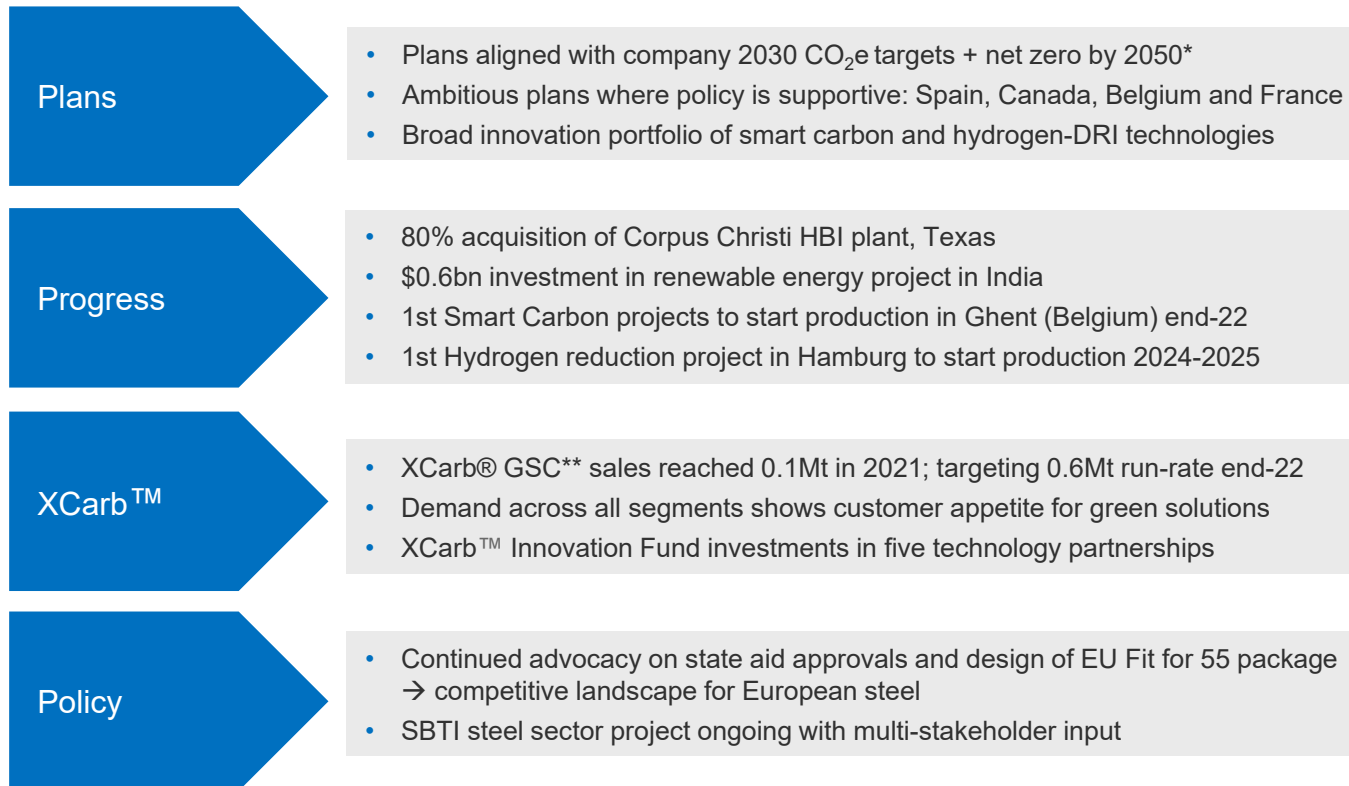 Plans
• Plans aligned with company 2030 CO₂e targets + net zero by 2050*
• Ambitious plans where policy is supportive: Spain, Canada, Belgium and France
• Broad innovation portfolio of smart carbon and hydrogen-DRI technologies
Progress
• 80% acquisition of Corpus Christi HBI plant, Texas
• $0.6bn investment in renewable energy project in India
• 1st Smart Carbon projects to start production in Ghent (Belgium) end-22
• 1st Hydrogen reduction project in Hamburg to start production 2024-2025
XCarb™
• XCarb® GSC** sales reached 0.1Mt in 2021; targeting 0.6Mt run-rate end-22
• Demand across all segments shows customer appetite for green solutions
• XCarb™ Innovation Fund investments in five technology partnerships
Policy
• Continued advocacy on state aid approvals and design of EU Fit for 55 package
→ competitive landscape for European steel
• SBTI steel sector project ongoing with multi-stakeholder input